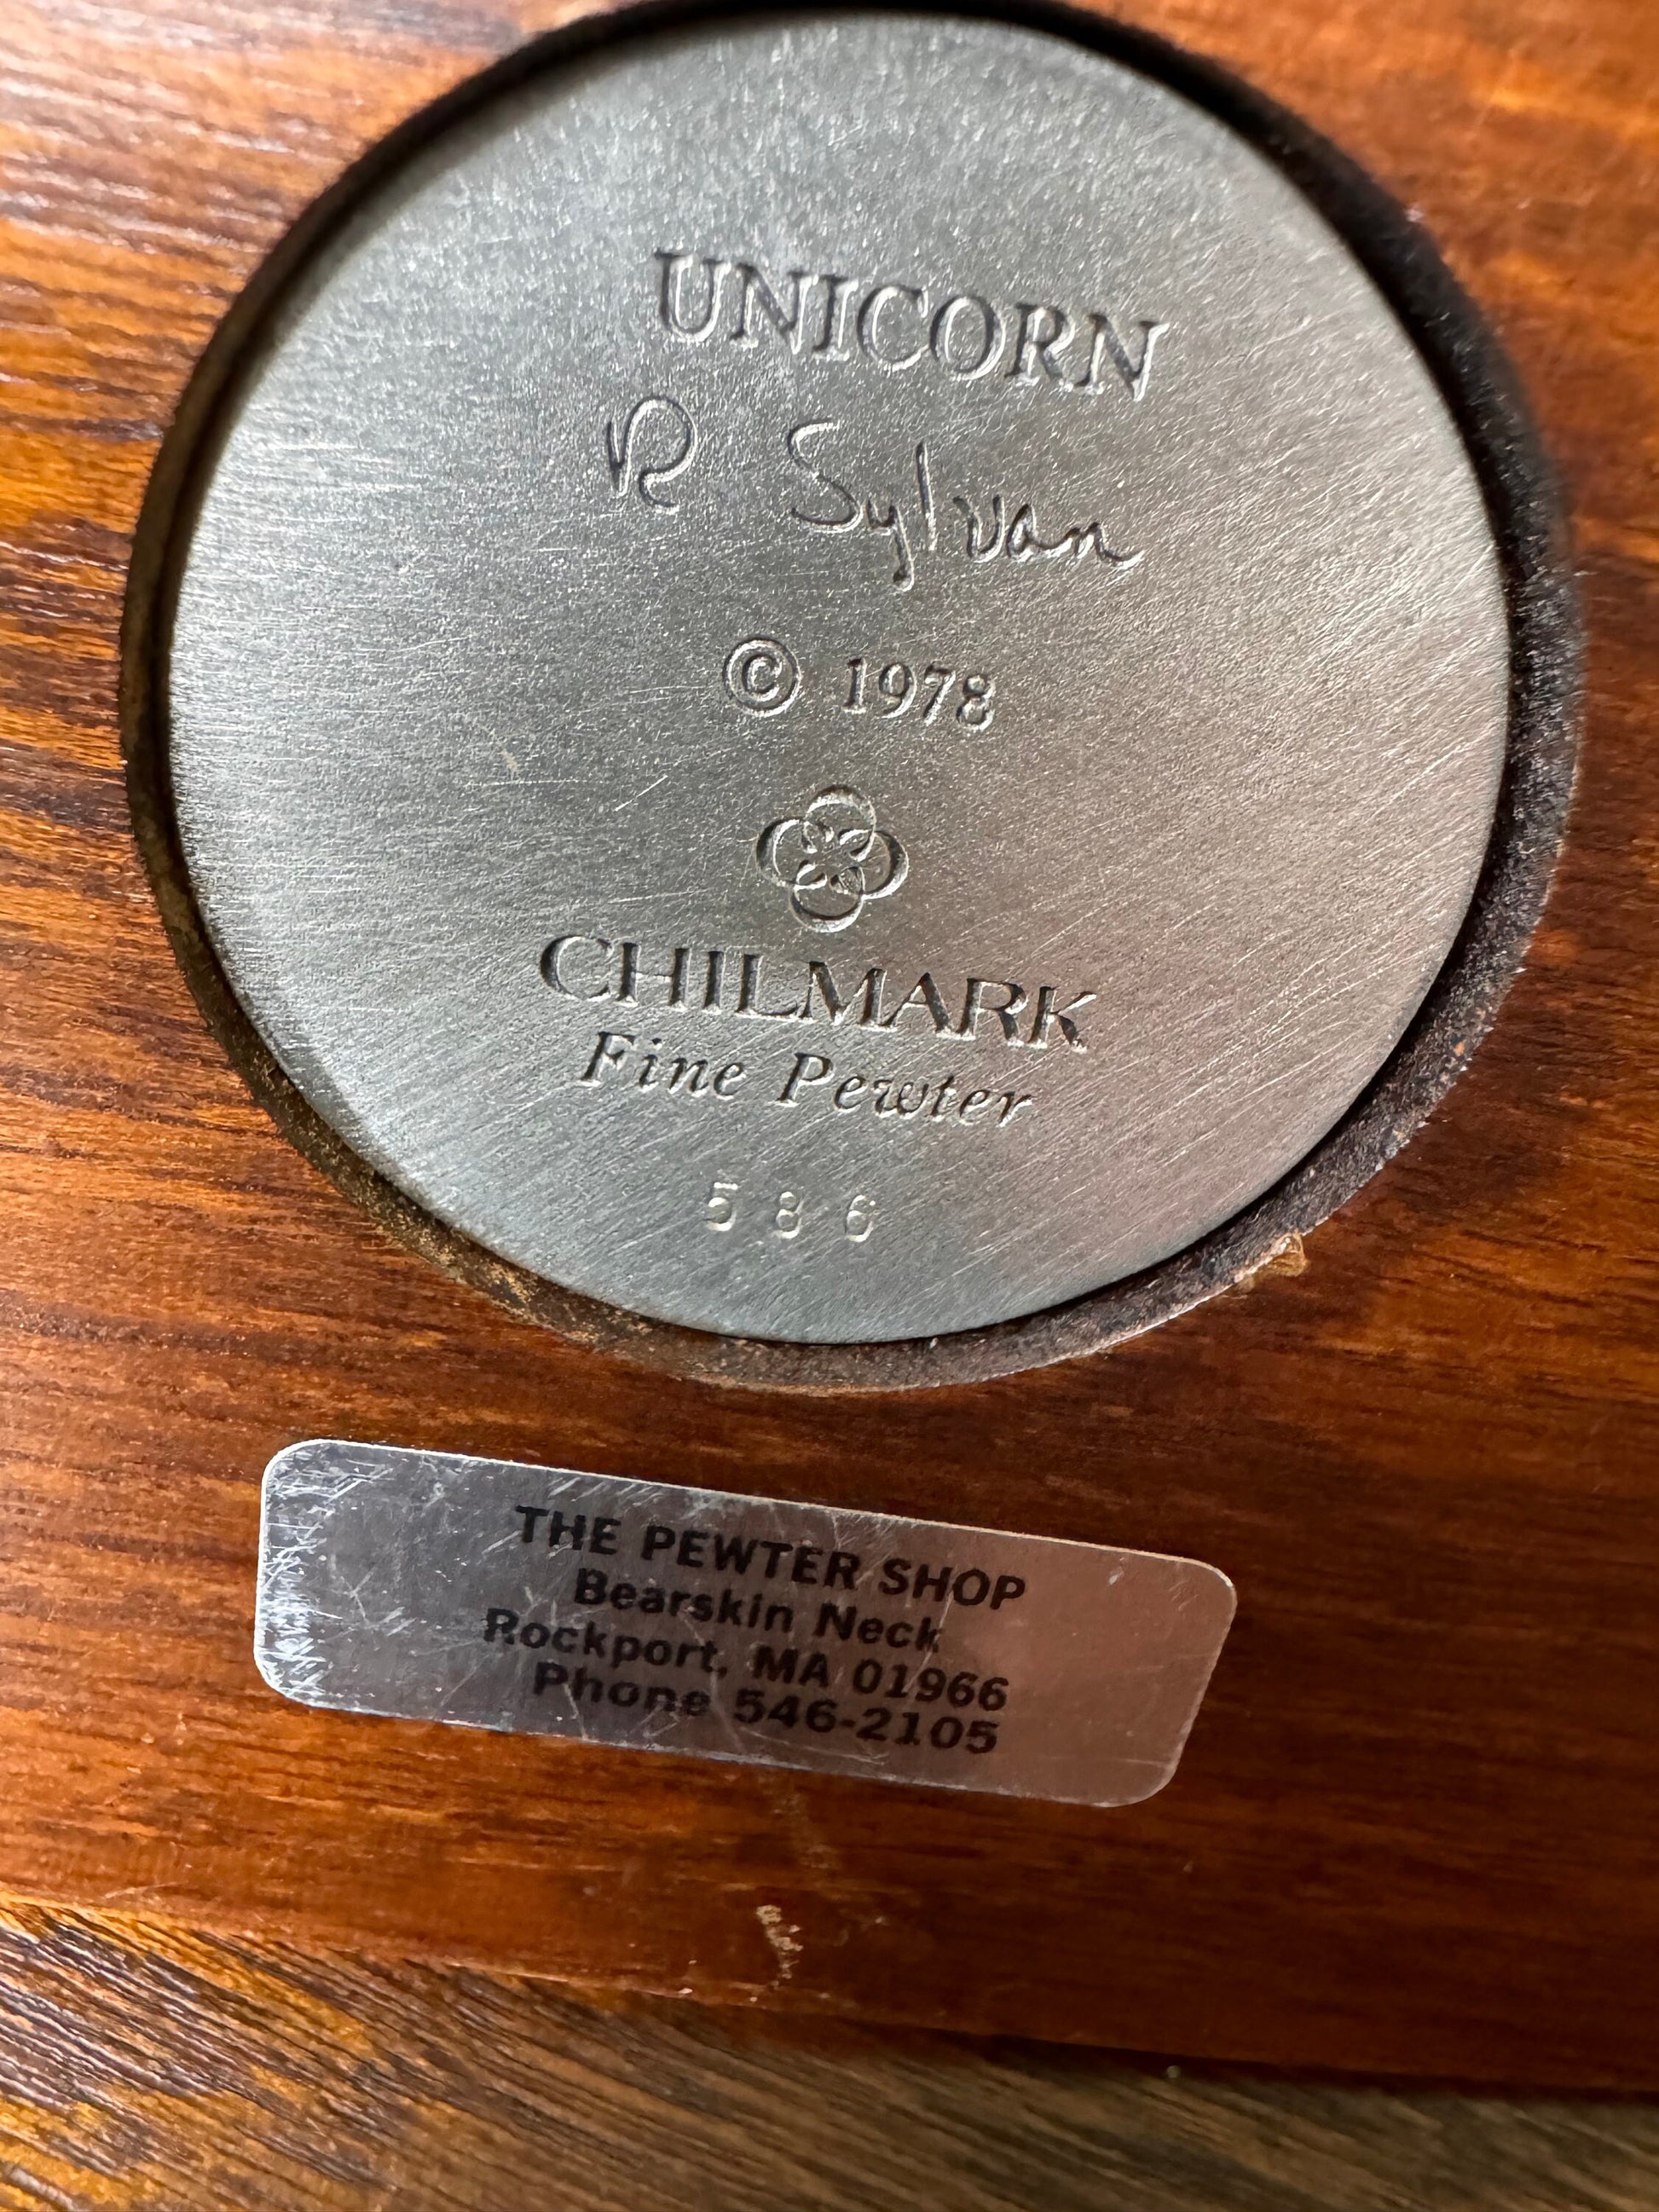 UNICORN
R Sylvan
© 1978
CHILMARK
Fine Pewter
586
THE PEWTER SHOP
Bearskin Neck
Rockport, MA 01966
Phone 546-2105